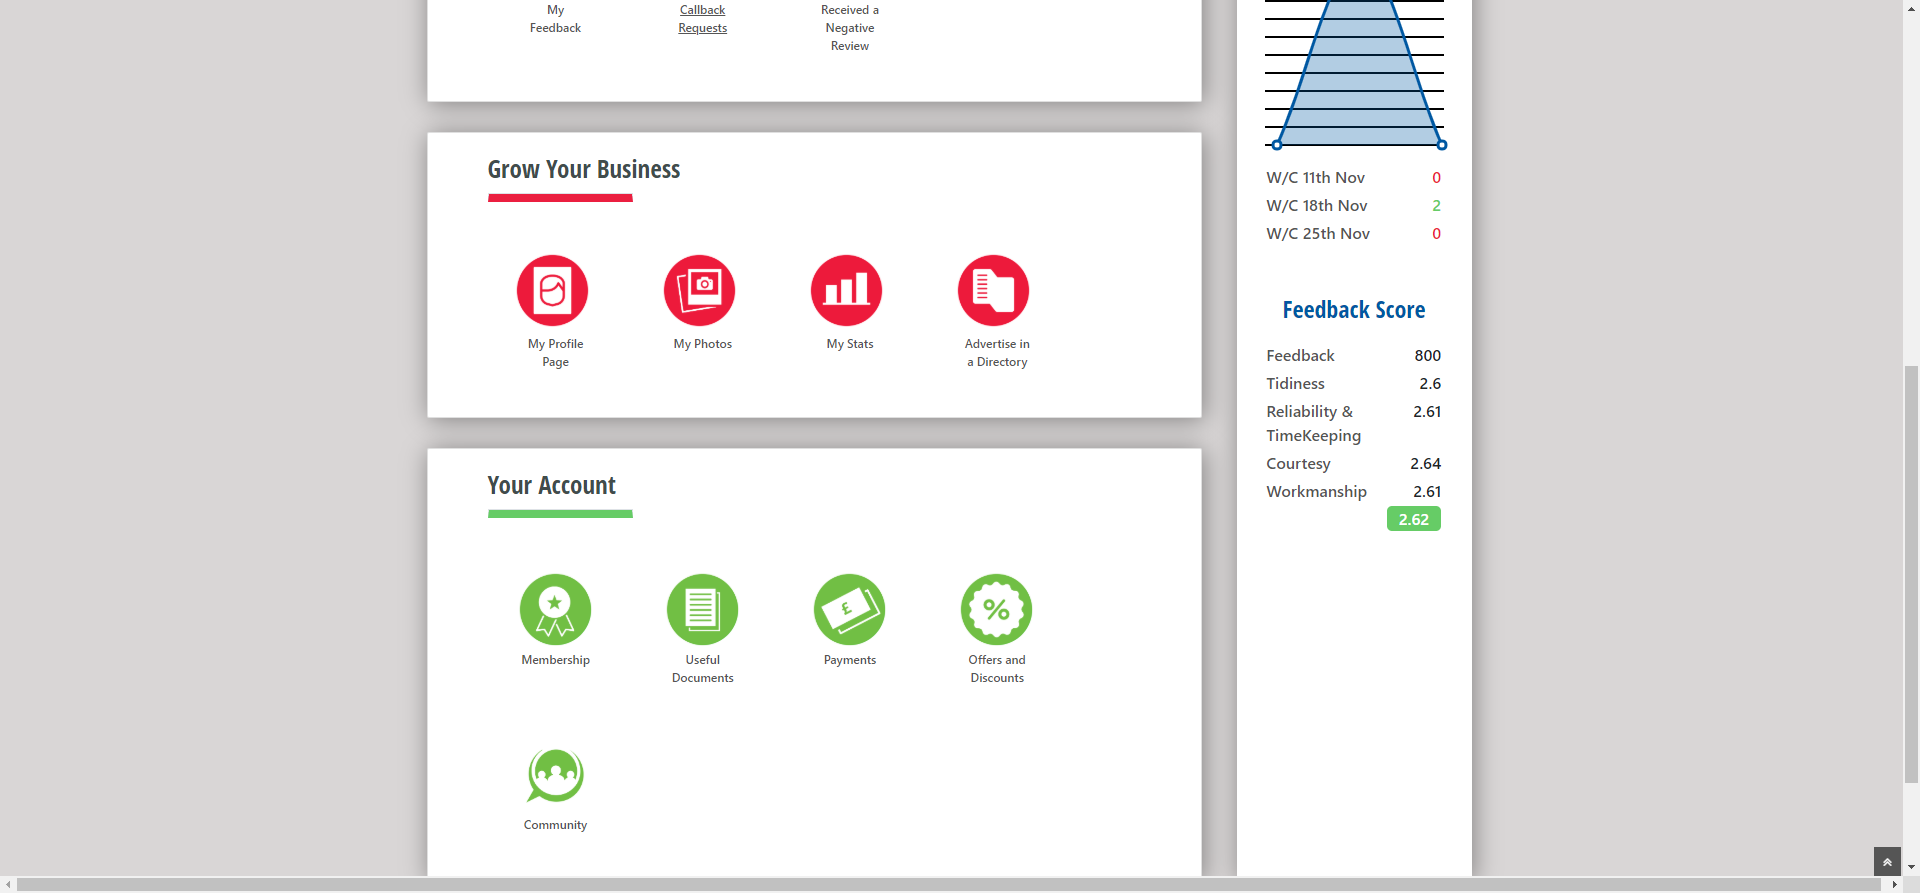 My
Feedback
Callback
Requests
Received a
Negative
Review
Grow Your Business
My Profile
Page
My Photos
My Stats
Advertise in
a Directory
Your Account
£
%
Membership
Useful
Documents
Payments
Offers and
Discounts
Community
W/C 11th Nov 0
W/C 18th Nov 2
W/C 25th Nov 0
Feedback Score
Feedback 800
Tidiness 2.6
Reliability & 2.61
TimeKeeping
Courtesy 2.64
Workmanship 2.61
2.62